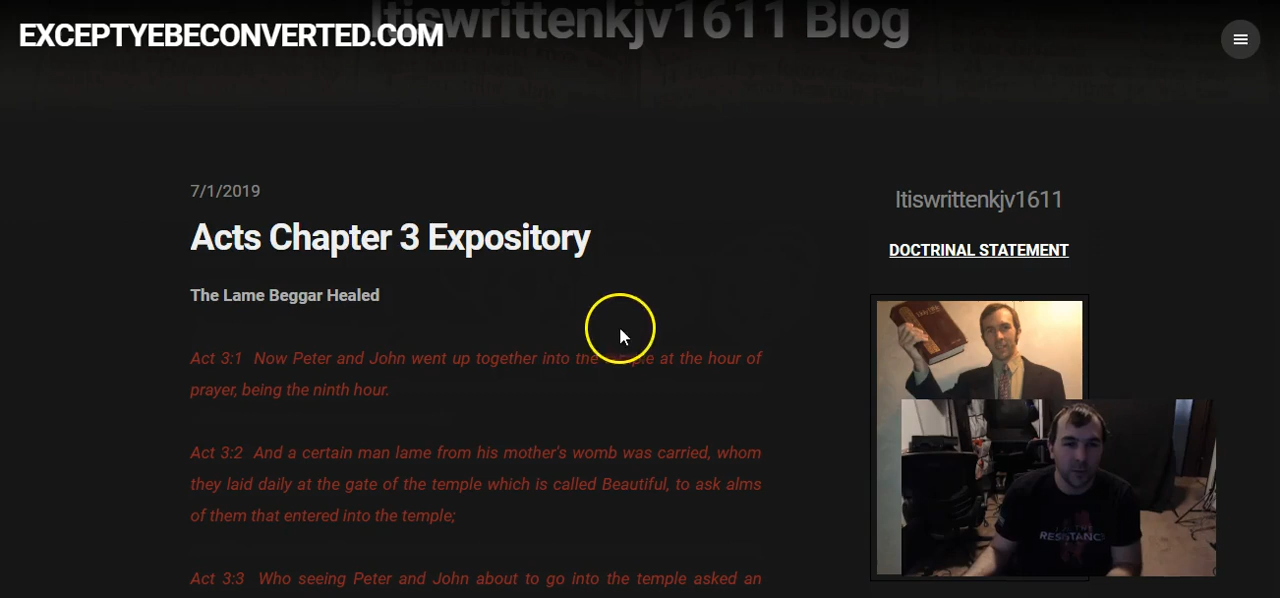 Itiswrittenkjv1611 Blog
EXCEPTYEBECONVERTED.COM
7/1/2019
Acts Chapter 3 Expository
The Lame Beggar Healed
Act 3:1 Now Peter and John went up together into the temple at the hour of
prayer, being the ninth hour.
Act 3:2 And a certain man lame from his mother's womb was carried, whom
they laid daily at the gate of the temple which is called Beautiful, to ask alms
of them that entered into the temple;
Act 3:3 Who seeing Peter and John about to go into the temple asked an
Itiswrittenkjv1611
DOCTRINAL STATEMENT
RESISTANCE